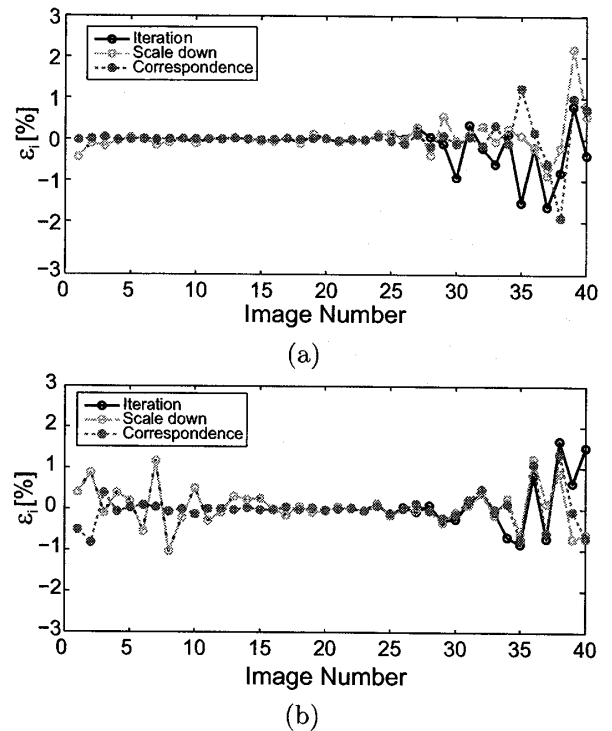 3
2
1
0
−1
−2
−3
ε_i[%]
Iteration
Scale down
Correspondence
0 5 10 15 20 25 30 35 40
Image Number
(a)
3
2
1
0
−1
−2
−3
ε_i[%]
Iteration
Scale down
Correspondence
0 5 10 15 20 25 30 35 40
Image Number
(b)